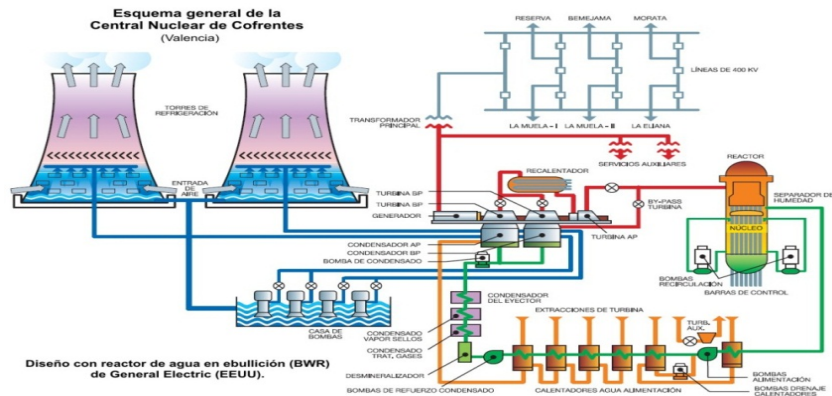 Esquema general de la
Central Nuclear de Cofrentes
(Valencia)
RESERVA
BEMEJAMA
MORATA
LÍNEAS DE 400 KV
TORRES DE
REFRIGERACIÓN
TRANSFORMADOR
PRINCIPAL
LA MUELA - I
LA MUELA - II
LA ELIANA
SERVICIOS AUXILIARES
REACTOR
RECALENTADOR
ENTRADA
DE
AIRE
TURBINA BP
TURBINA BP
GENERADOR
SEPARADOR DE
HUMEDAD
BY-PASS
TURBINA
NÚCLEO
TURBINA AP
CONDENSADOR AP
CONDENSADOR BP
BOMBA DE CONDENSADO
BOMBAS
RECIRCULACIÓN
BARRAS DE CONTROL
CONDENSADOR
DEL EYECTOR
EXTRACCIONES DE TURBINA
TURB.
AUX.
CASA DE
BOMBAS
CONDENSADO
VAPOR SELLOS
CONDENSADO
TRAT. GASES
DESMINERALIZADOR
BOMBAS
ALIMENTACIÓN
BOMBAS DE REFUERZO CONDENSADO
CALENTADORES AGUA ALIMENTACIÓN
BOMBAS DRENAJE
CALENTADORES
Diseño con reactor de agua en ebullición (BWR)
de General Electric (EEUU).